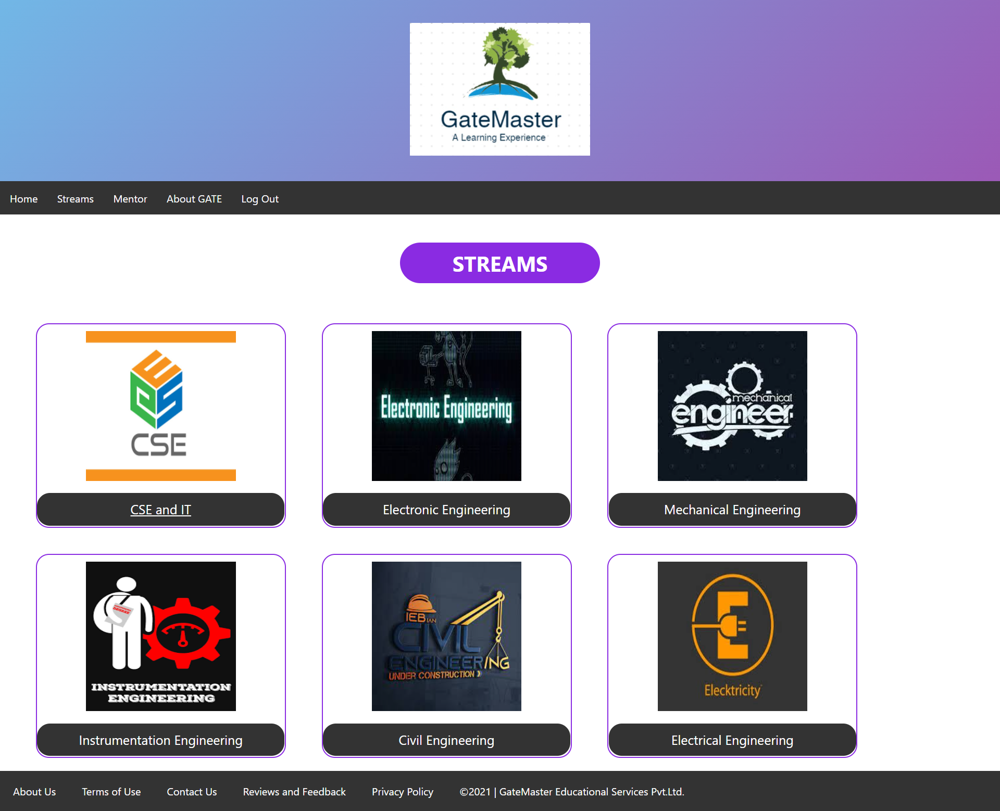 GateMaster
A Learning Experience
Home Streams Mentor About GATE Log Out
STREAMS
CSE
CSE and IT
Electronic Engineering
Electronic Engineering
mechanical
engineer
Mechanical Engineering
DEGREE
INSTRUMENTATION
ENGINEERING
Instrumentation Engineering
IEBIAN
CIVIL
ENGINEERING
UNDER CONSTRUCTION
Civil Engineering
E
Elecktricity
Electrical Engineering
About Us Terms of Use Contact Us Reviews and Feedback Privacy Policy ©2021 | GateMaster Educational Services Pvt.Ltd.